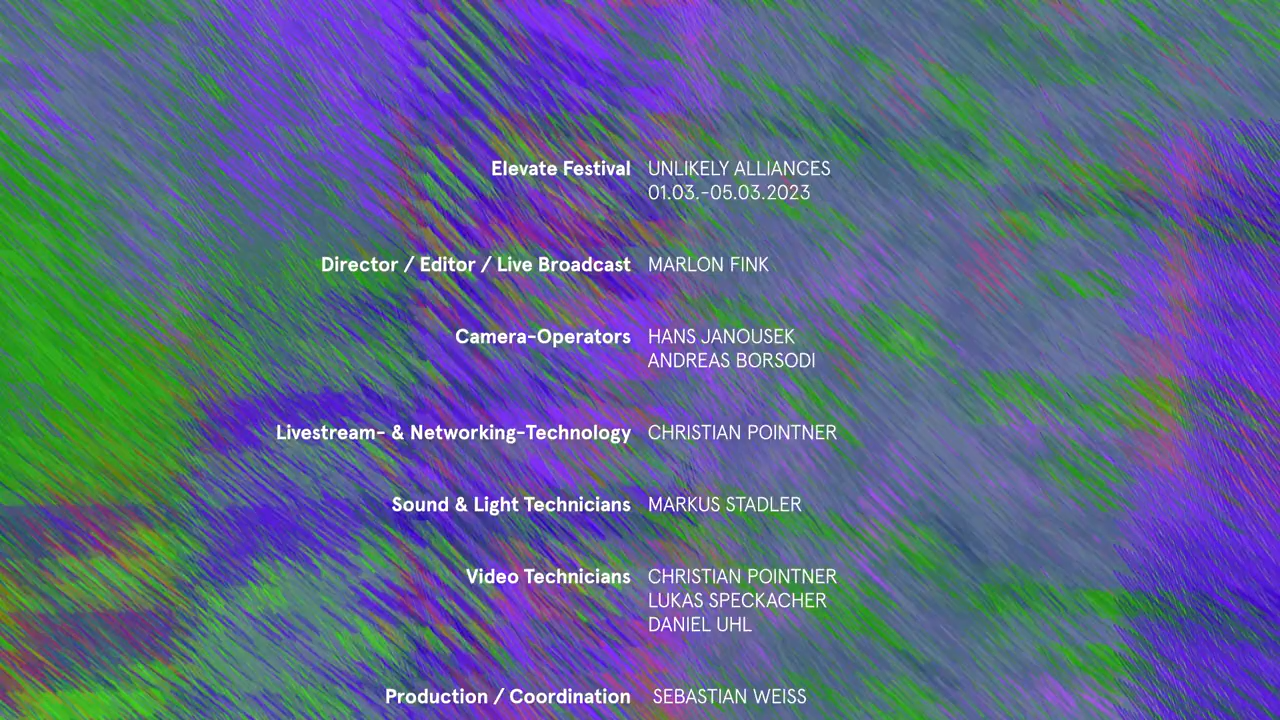 Elevate Festival UNLIKELY ALLIANCES
01.03.-05.03.2023
Director / Editor / Live Broadcast MARLON FINK
Camera-Operators HANS JANOUSEK
ANDREAS BORSODI
Livestream- & Networking-Technology CHRISTIAN POINTNER
Sound & Light Technicians MARKUS STADLER
Video Technicians CHRISTIAN POINTNER
LUKAS SPECKACHER
DANIEL UHL
Production / Coordination SEBASTIAN WEISS